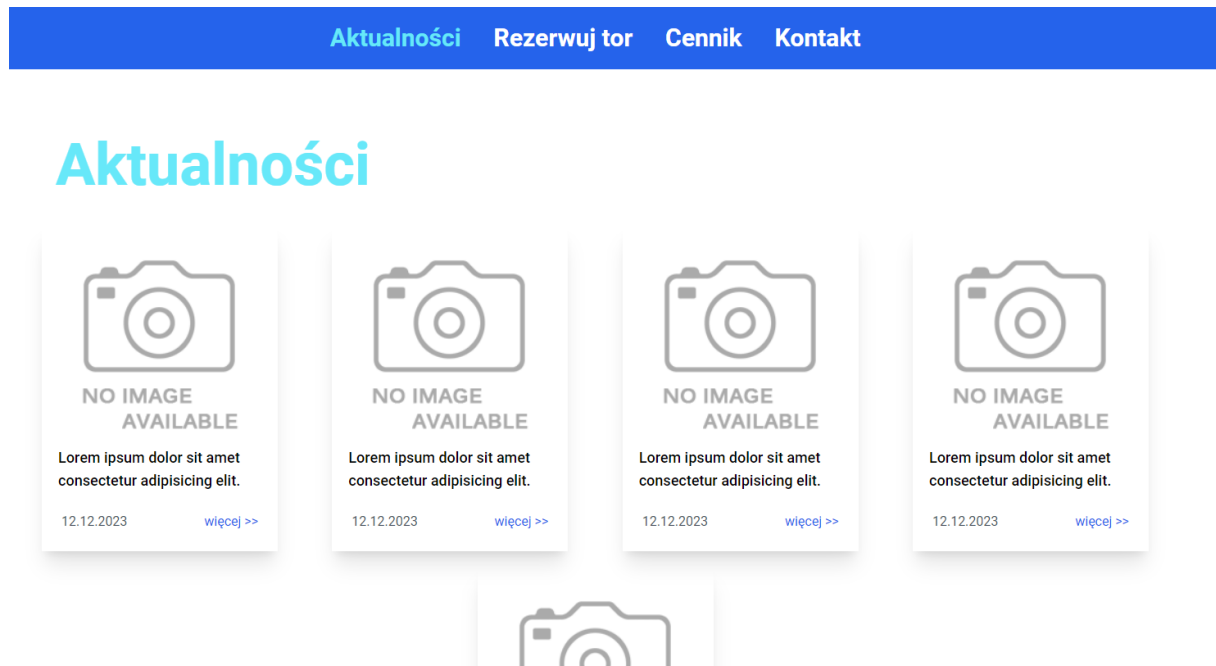 Aktualności Rezerwuj tor Cennik Kontakt
Aktualności
NO IMAGE
AVAILABLE
Lorem ipsum dolor sit amet
consectetur adipisicing elit.
12.12.2023 więcej >>
NO IMAGE
AVAILABLE
Lorem ipsum dolor sit amet
consectetur adipisicing elit.
12.12.2023 więcej >>
NO IMAGE
AVAILABLE
Lorem ipsum dolor sit amet
consectetur adipisicing elit.
12.12.2023 więcej >>
NO IMAGE
AVAILABLE
Lorem ipsum dolor sit amet
consectetur adipisicing elit.
12.12.2023 więcej >>